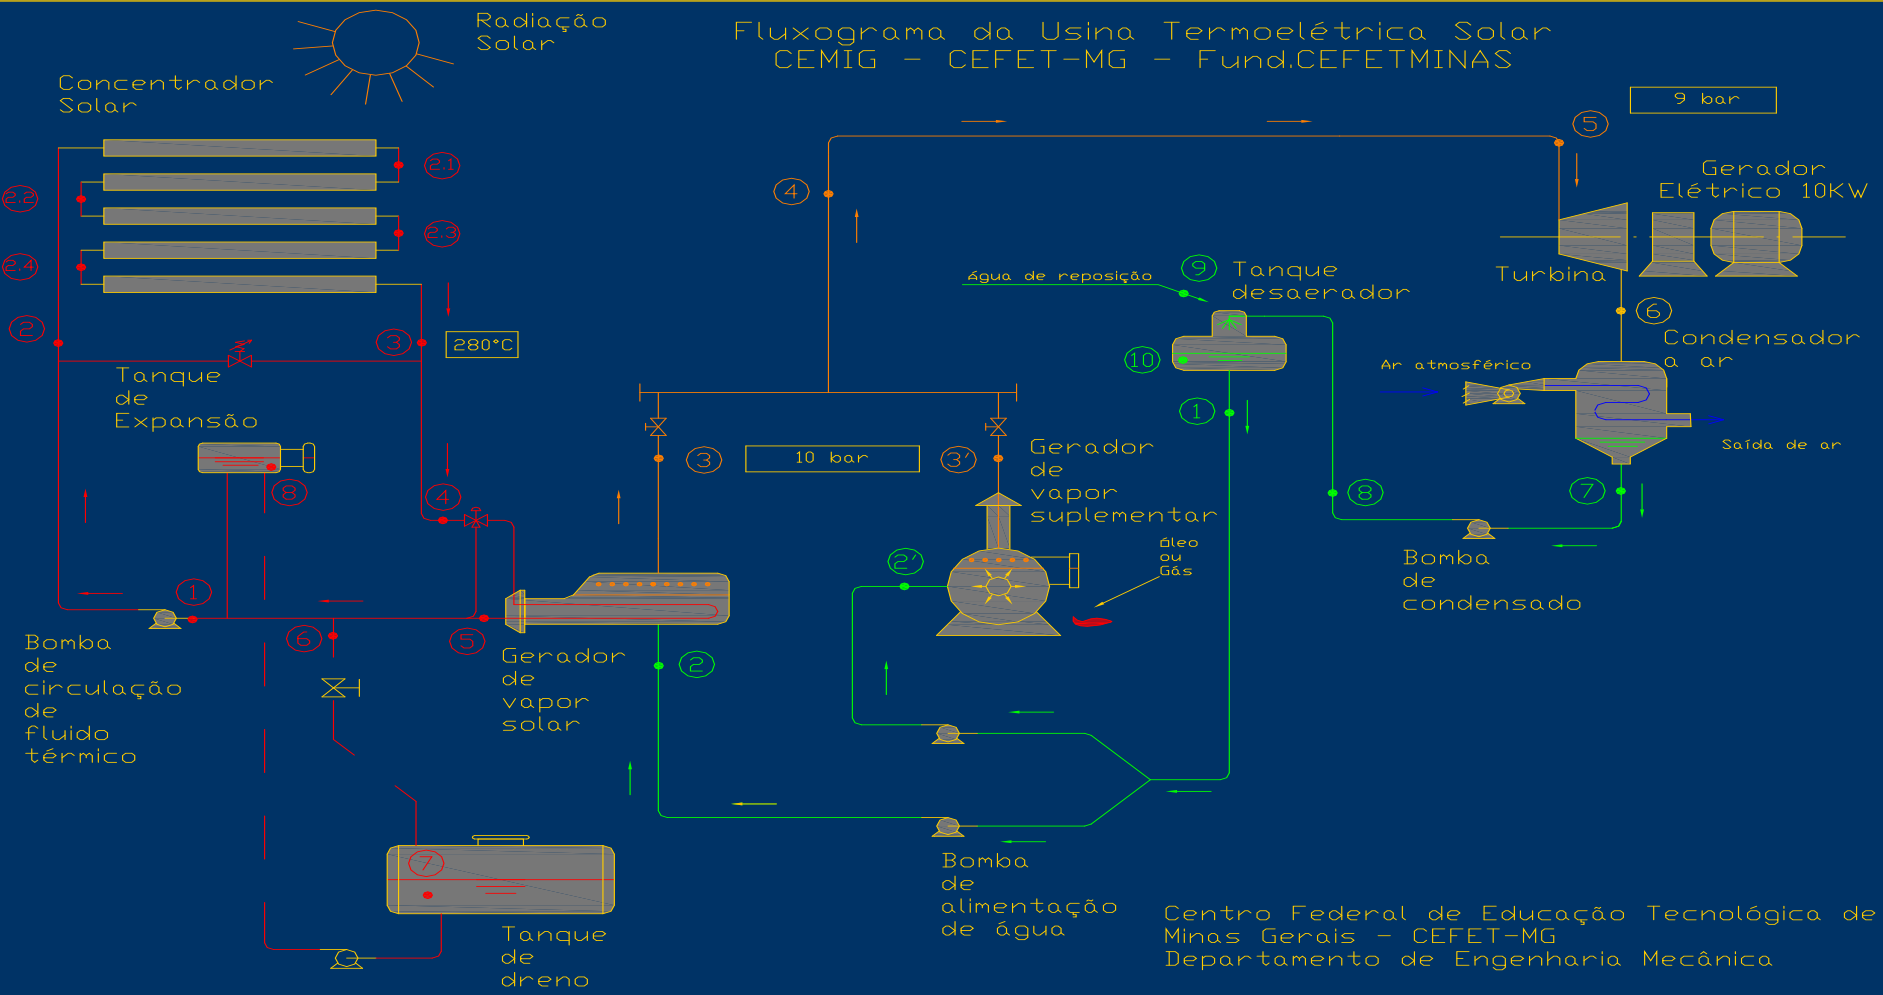 Radiação
Solar
Fluxograma da Usina Termoelétrica Solar
CEMIG - CEFET-MG - Fund.CEFETMINAS
Concentrador
Solar
9 bar
5
2.1
2.2
2.3
2.4
4
Gerador
Elétrico 10KW
Turbina
Água de reposição
9
Tanque
desaerador
6
Condensador
a ar
2
3
280°C
10
Ar atmosférico
Tanque
de
Expansão
1
Saída de ar
3
10 bar
3'
Gerador
de
vapor
suplementar
8
4
8
7
Óleo
ou
Gás
2'
Bomba
de
condensado
1
6
5
Bomba
de
circulação
de
fluido
térmico
Gerador
de
vapor
solar
2
7
Bomba
de
alimentação
de água
Tanque
de
dreno
Centro Federal de Educação Tecnológica de
Minas Gerais - CEFET-MG
Departamento de Engenharia Mecânica